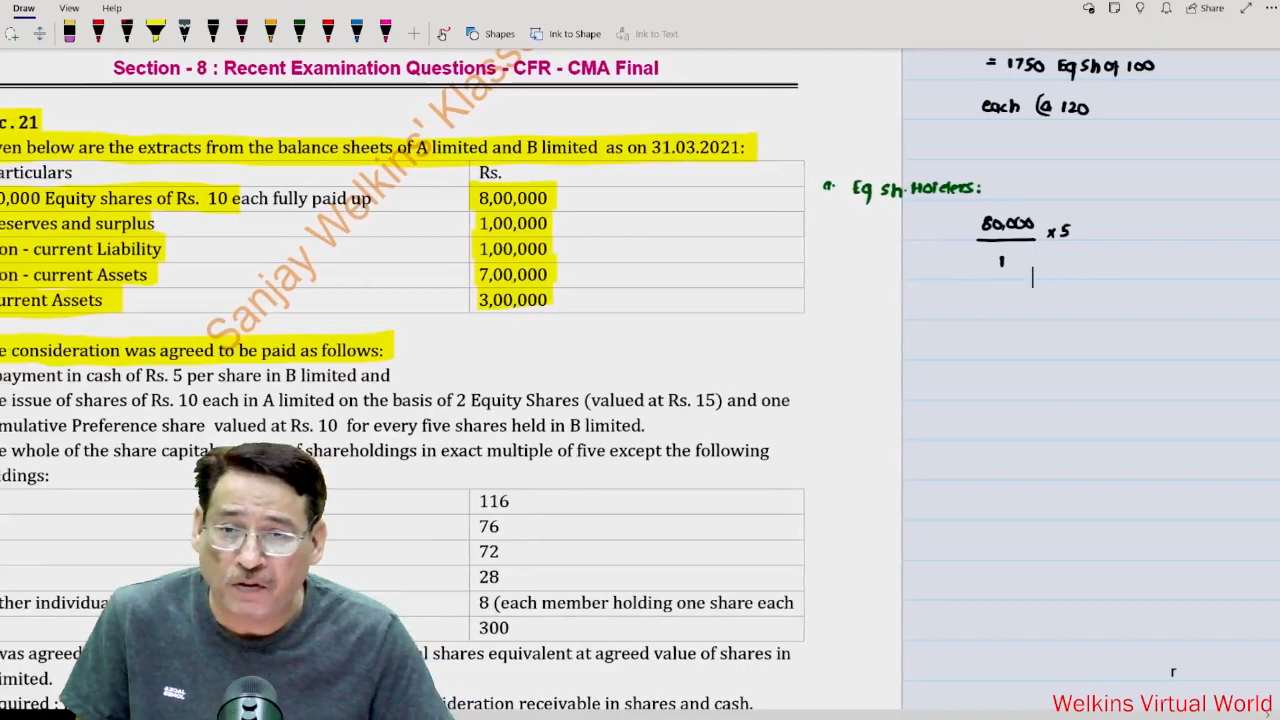 Draw View Help
Share
Shapes Ink to Shape Ink to Text
Section - 8 : Recent Examination Questions - CFR - CMA Final
= 1750 Eq Sh of 100
each @ 120
c. 21
ven below are the extracts from the balance sheets of A limited and B limited as on 31.03.2021:
articulars Rs.
0,000 Equity shares of Rs. 10 each fully paid up 8,00,000
eserves and surplus 1,00,000
on - current Liability 1,00,000
on - current Assets 7,00,000
urrent Assets 3,00,000
a. Eq sh. Holders:
80,000 x 5
1
Sanjay Welkins' Klasses
e consideration was agreed to be paid as follows:
payment in cash of Rs. 5 per share in B limited and
e issue of shares of Rs. 10 each in A limited on the basis of 2 Equity Shares (valued at Rs. 15) and one
mulative Preference share valued at Rs. 10 for every five shares held in B limited.
e whole of the share capital of shareholdings in exact multiple of five except the following
dings:
116
76
72
28
ther individual 8 (each member holding one share each
300
was agreed l shares equivalent at agreed value of shares in
imited.
equired : sideration receivable in shares and cash.
r
Welkins Virtual World